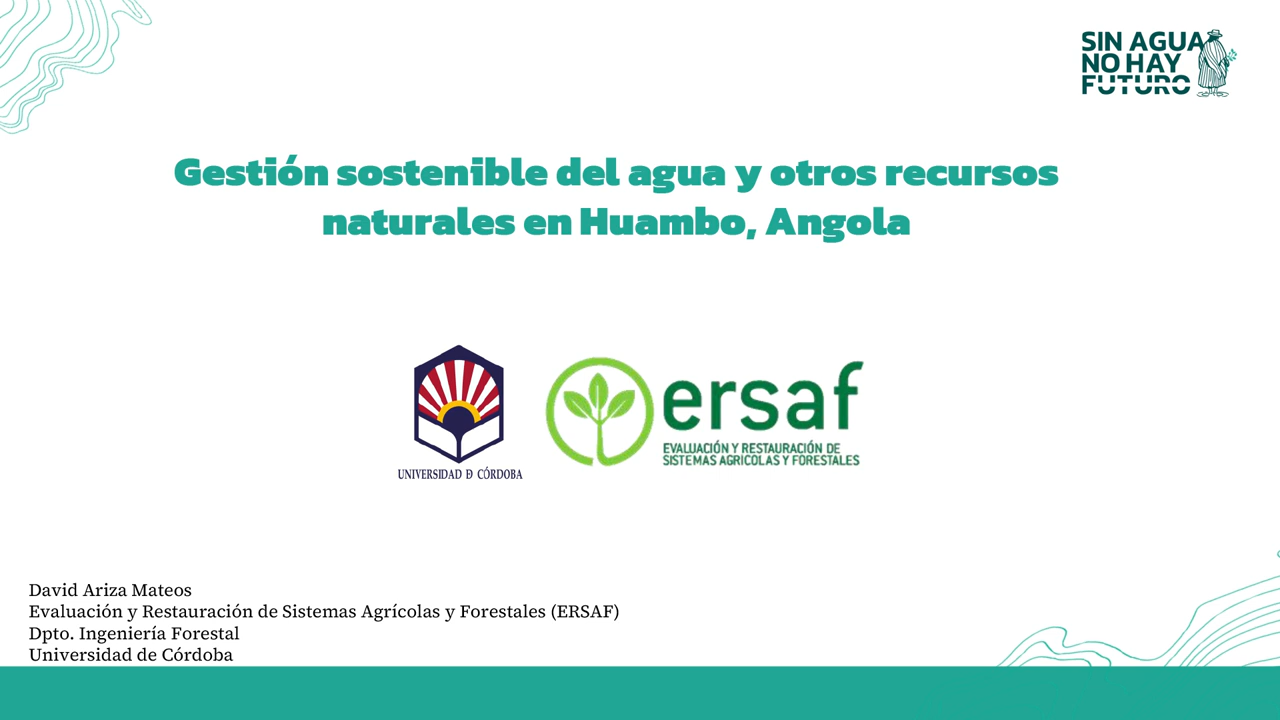 SIN AGUA
NO HAY
FUTURO
Gestión sostenible del agua y otros recursos
naturales en Huambo, Angola
UNIVERSIDAD D CÓRDOBA
ersaf
EVALUACIÓN Y RESTAURACIÓN DE
SISTEMAS AGRICOLAS Y FORESTALES
David Ariza Mateos
Evaluación y Restauración de Sistemas Agrícolas y Forestales (ERSAF)
Dpto. Ingeniería Forestal
Universidad de Córdoba